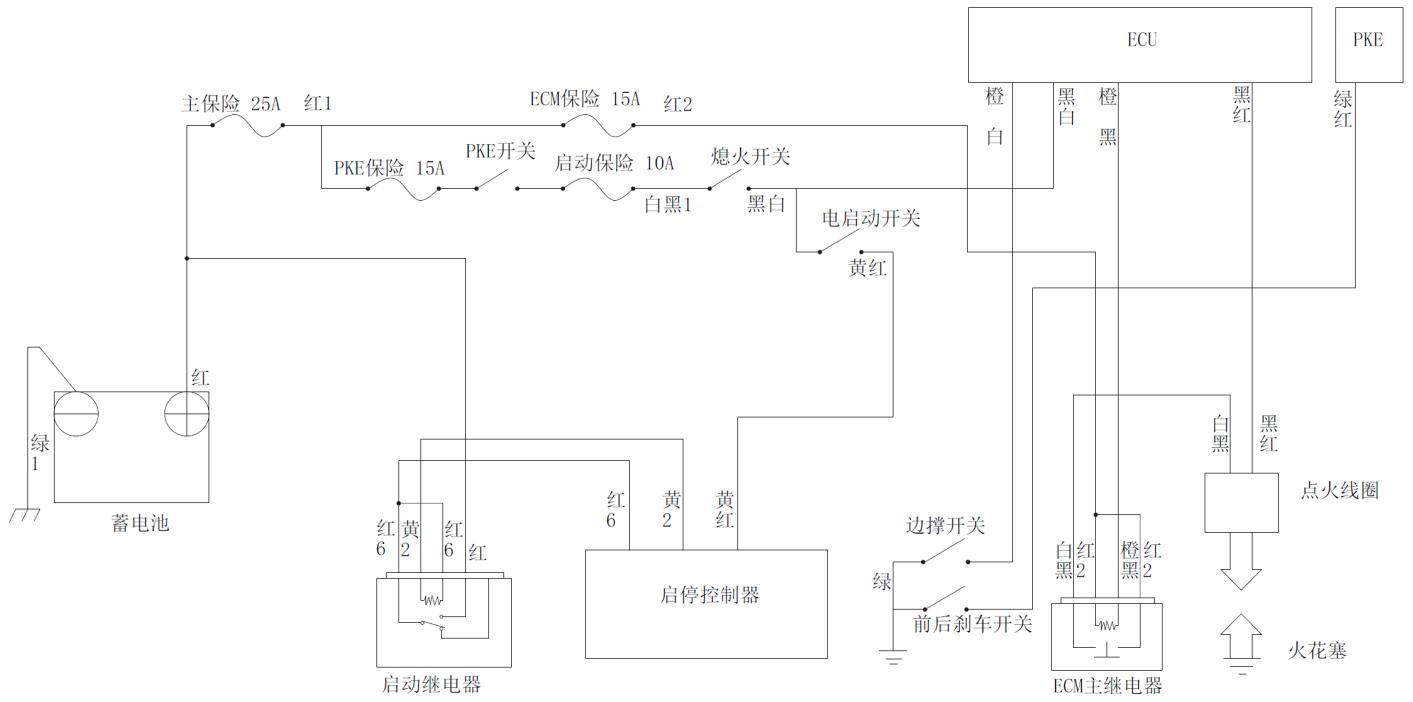 ECU
PKE
主保险 25A
红1
ECM保险 15A
红2
橙白
黑白
橙黑
黑红
绿红
PKE保险 15A
PKE开关
启动保险 10A
白黑1
熄火开关
黑白
电启动开关
黄红
红
绿1
蓄电池
红6
黄2
红6
红
启动继电器
红6
黄2
黄红
启停控制器
边撑开关
绿
前后刹车开关
白黑
红2
橙黑
红2
ECM主继电器
白黑
黑红
点火线圈
火花塞